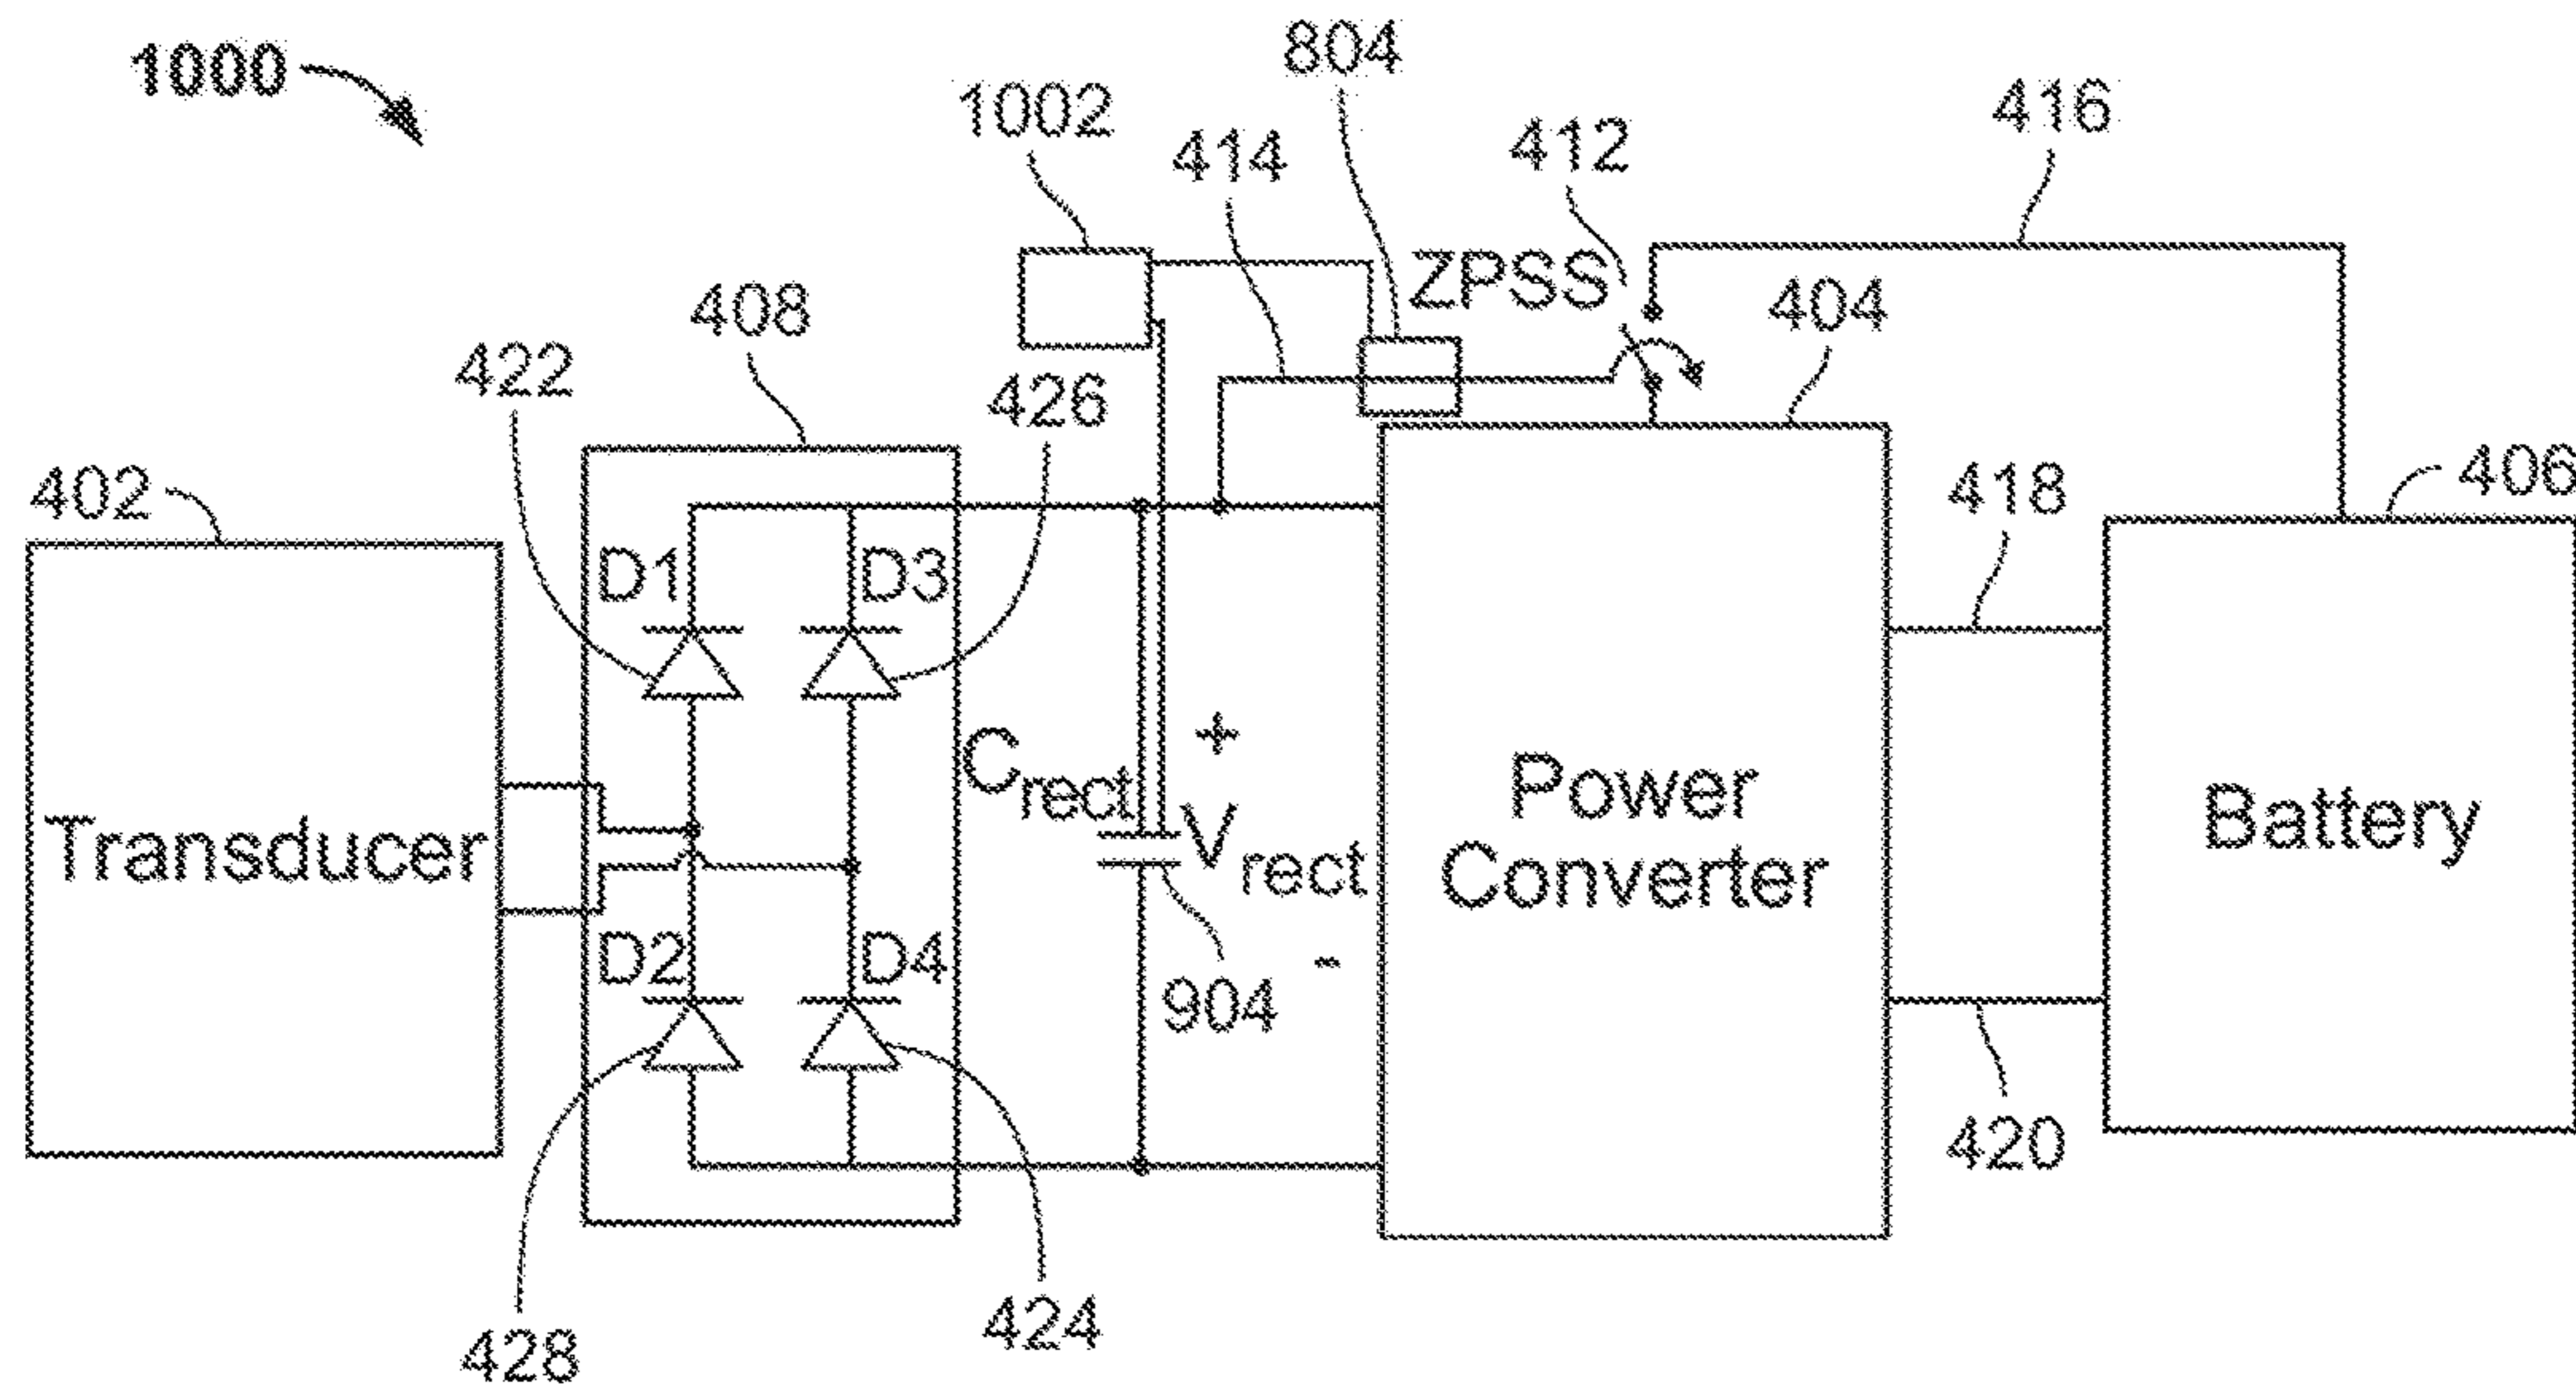 1000
804
1002
414
412
416
ZPSS
408
404
422
426
402
418
406
D1
D3
Crect
+
Vrect
-
Transducer
Power
Converter
Battery
D2
D4
904
420
428
424